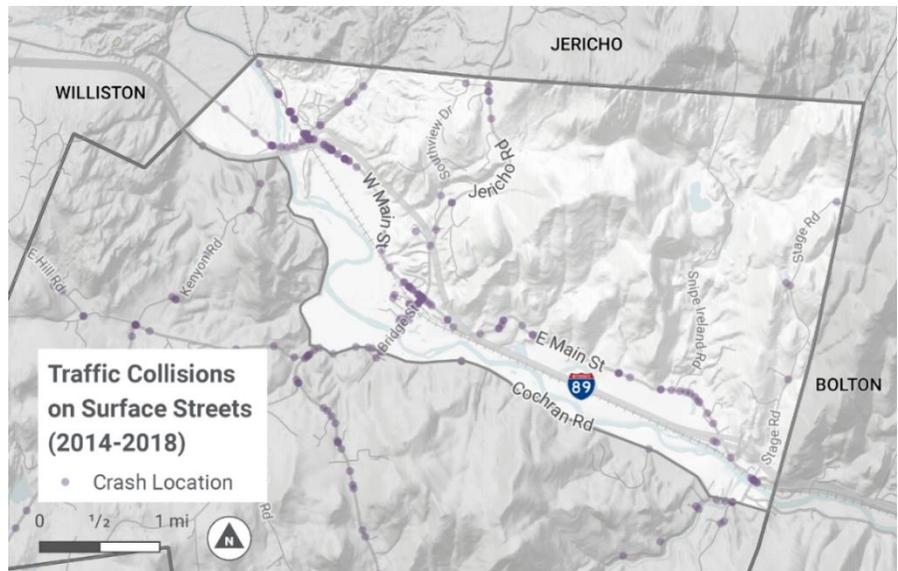 JERICHO
WILLISTON
Southview Dr
Jericho Rd
W Main St
Kenyon Rd
E Hill Rd
Stage Rd
Snipe Ireland Rd
Bridge St
E Main St
89
Cochran Rd
BOLTON
Stage Rd
Traffic Collisions
on Surface Streets
(2014-2018)
Crash Location
0 ½ 1 mi
Rd
N